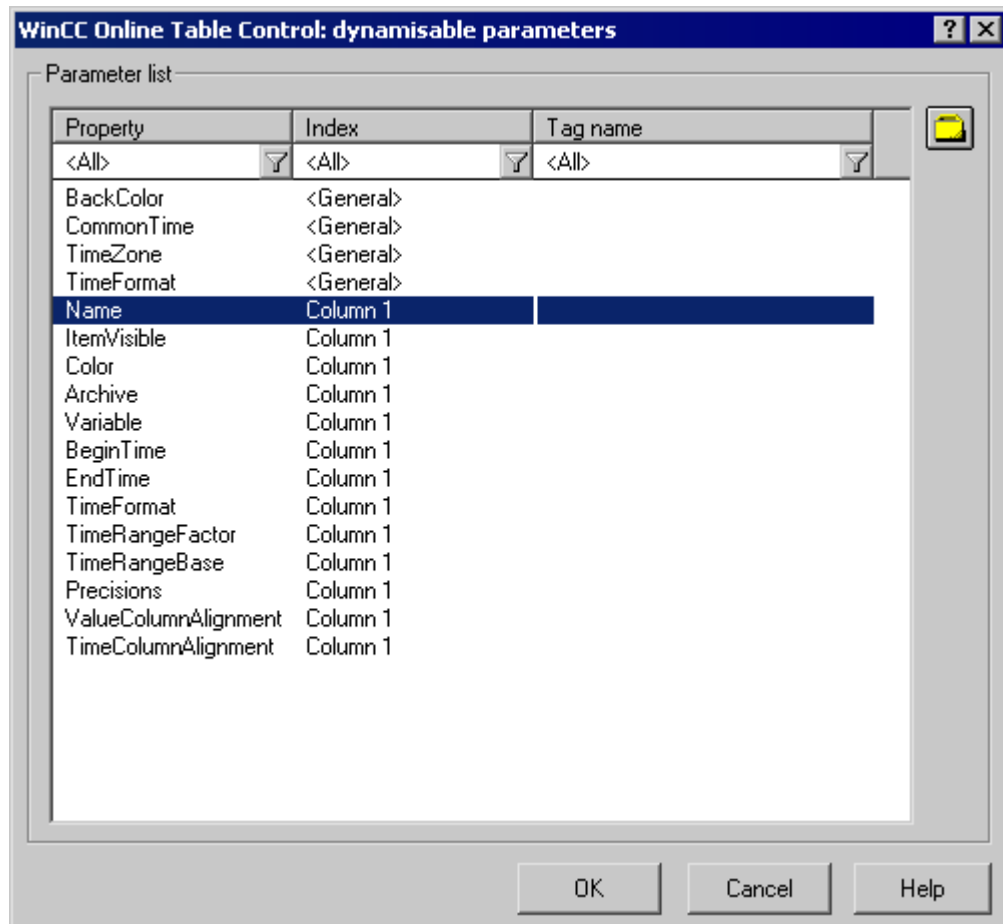 WinCC Online Table Control: dynamisable parameters
Parameter list
Property Index Tag name
<All> <All> <All>
BackColor <General>
CommonTime <General>
TimeZone <General>
TimeFormat <General>
Name Column 1
ItemVisible Column 1
Color Column 1
Archive Column 1
Variable Column 1
BeginTime Column 1
EndTime Column 1
TimeFormat Column 1
TimeRangeFactor Column 1
TimeRangeBase Column 1
Precisions Column 1
ValueColumnAlignment Column 1
TimeColumnAlignment Column 1
OK Cancel Help